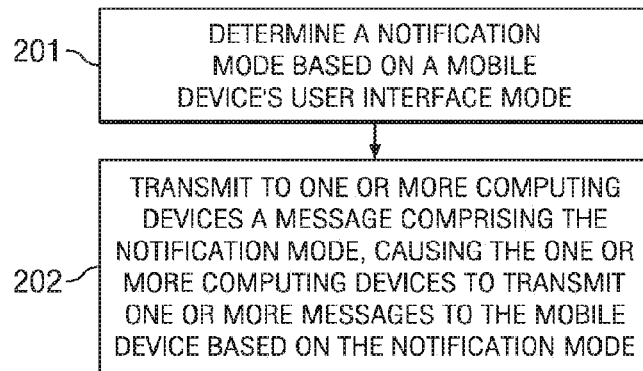 201
DETERMINE A NOTIFICATION
MODE BASED ON A MOBILE
DEVICE'S USER INTERFACE MODE
202
TRANSMIT TO ONE OR MORE COMPUTING
DEVICES A MESSAGE COMPRISING THE
NOTIFICATION MODE, CAUSING THE ONE OR
MORE COMPUTING DEVICES TO TRANSMIT
ONE OR MORE MESSAGES TO THE MOBILE
DEVICE BASED ON THE NOTIFICATION MODE